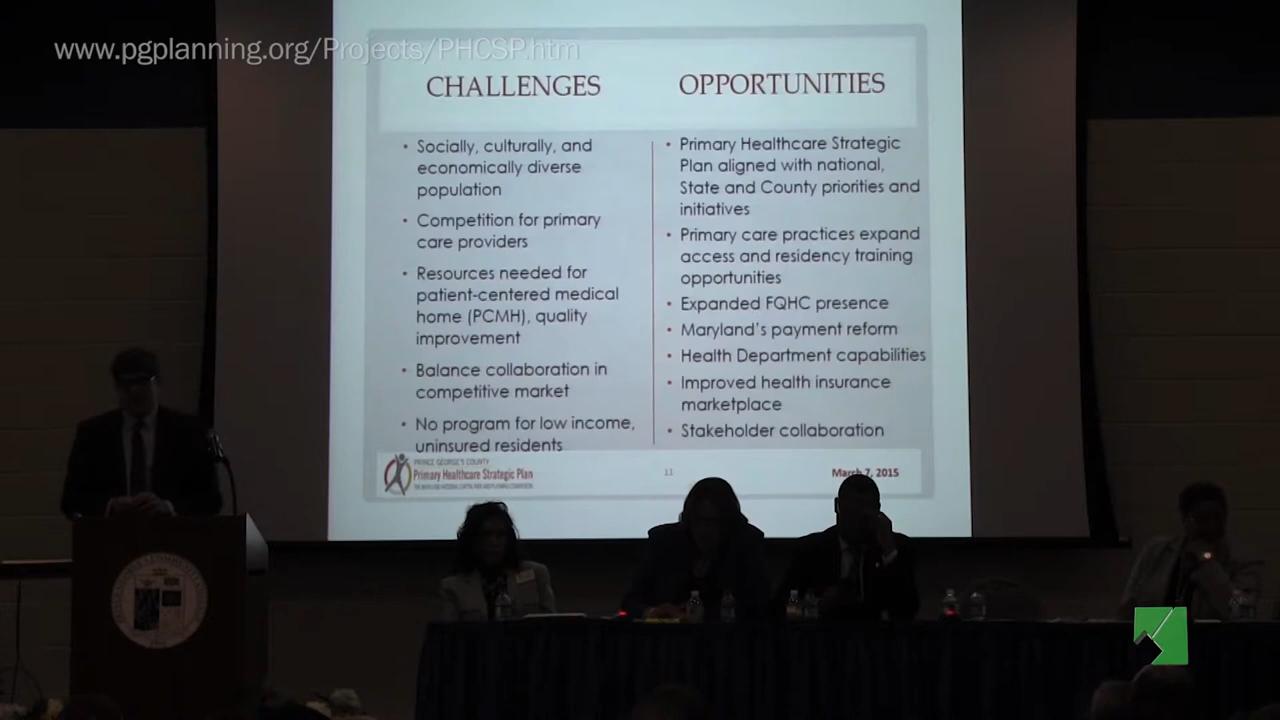 www.pgplanning.org/Projects/PHCSP.htm
CHALLENGES
• Socially, culturally, and
economically diverse
population
• Competition for primary
care providers
• Resources needed for
patient-centered medical
home (PCMH), quality
improvement
• Balance collaboration in
competitive market
• No program for low income,
uninsured residents
OPPORTUNITIES
• Primary Healthcare Strategic
Plan aligned with national,
State and County priorities and
initiatives
• Primary care practices expand
access and residency training
opportunities
• Expanded FQHC presence
• Maryland's payment reform
• Health Department capabilities
• Improved health insurance
marketplace
• Stakeholder collaboration
PRINCE GEORGE'S COUNTY
Primary Healthcare Strategic Plan
11
March 7, 2015